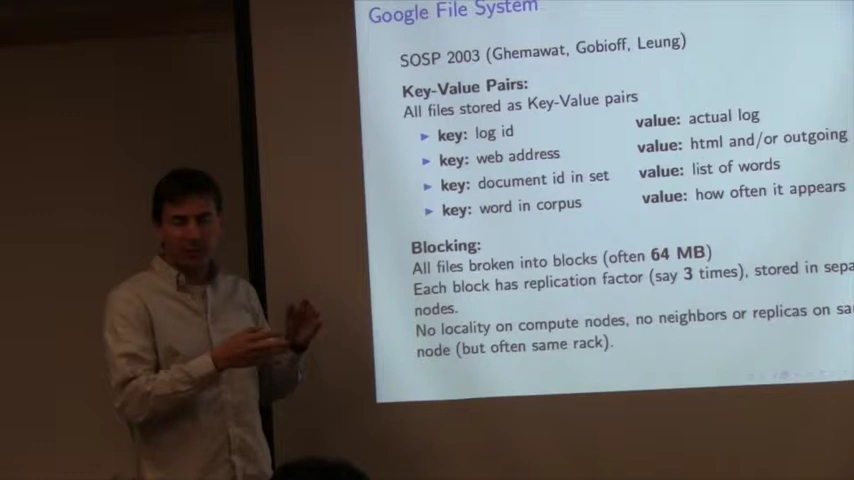 Google File System
SOSP 2003 (Ghemawat, Gobioff, Leung)
Key-Value Pairs:
All files stored as Key-Value pairs
key: log id value: actual log
key: web address value: html and/or outgoing
key: document id in set value: list of words
key: word in corpus value: how often it appears
Blocking:
All files broken into blocks (often 64 MB)
Each block has replication factor (say 3 times), stored in sepa
nodes.
No locality on compute nodes, no neighbors or replicas on sa
node (but often same rack).